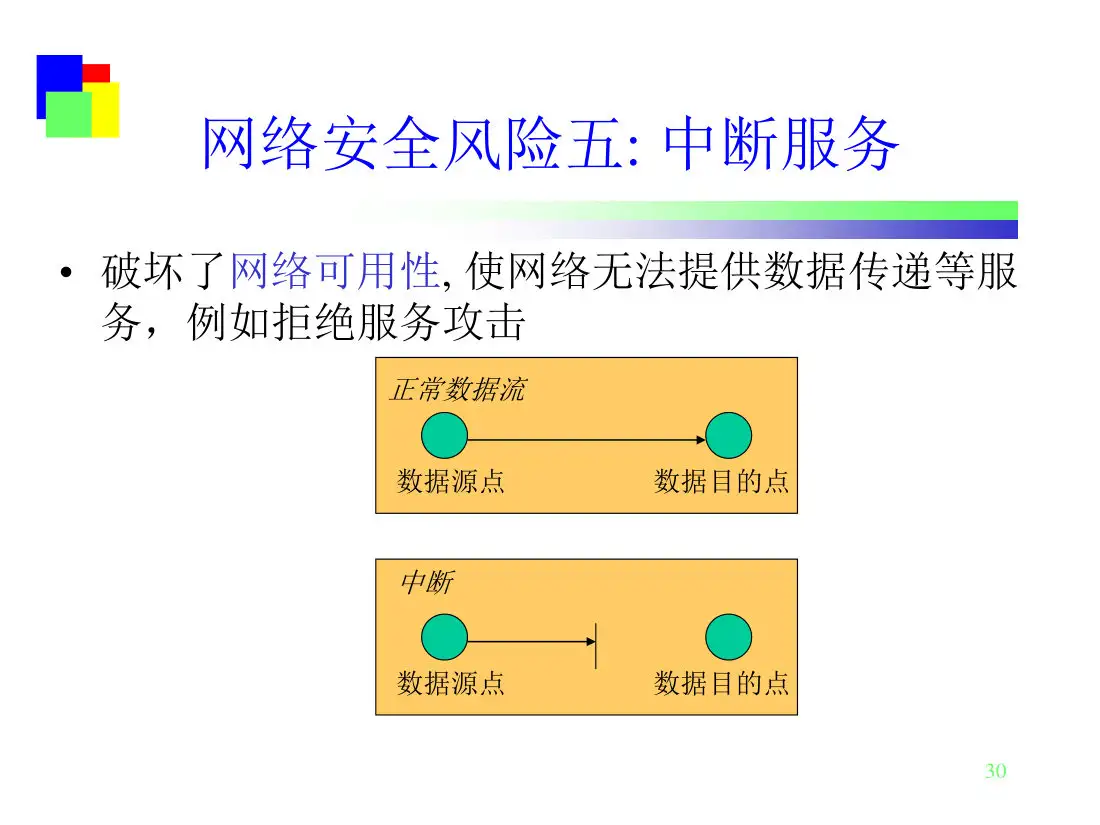 网络安全风险五: 中断服务
• 破坏了网络可用性, 使网络无法提供数据传递等服
务，例如拒绝服务攻击
正常数据流
数据源点 数据目的点
中断
数据源点 数据目的点
30